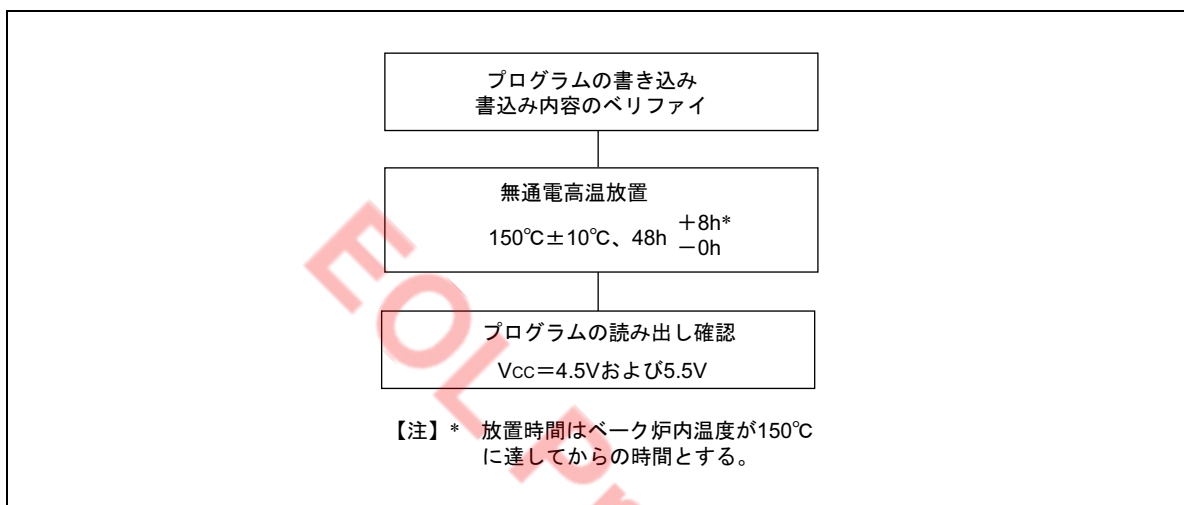 プログラムの書き込み
書込み内容のベリファイ
無通電高温放置
150℃±10℃、48h +8h*
−0h
プログラムの読み出し確認
Vcc＝4.5Vおよび5.5V
【注】* 放置時間はベーク炉内温度が150℃
に達してからの時間とする。
EOL Pr